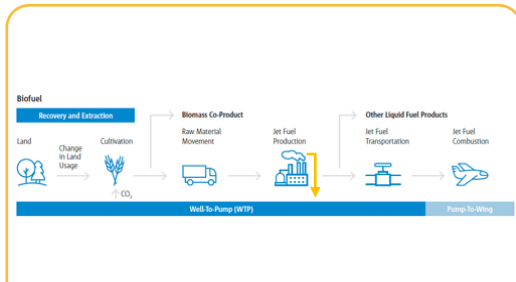 Biofuel
Recovery and Extraction
Biomass Co-Product
Other Liquid Fuel Products
Land
Change
In Land
Usage
Cultivation
Raw Material
Movement
Jet Fuel
Production
Jet Fuel
Transportation
Jet Fuel
Combustion
CO₂
Well-To-Pump (WTP)
Pump-To-Wing